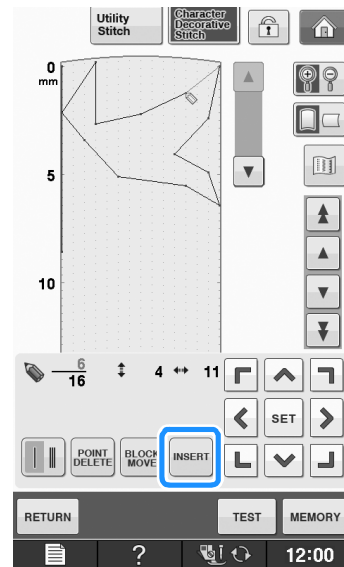 Utility
Stitch
Character
Decorative
Stitch
0
mm
5
10
6
16
4
11
SET
POINT
DELETE
BLOCK
MOVE
INSERT
RETURN
TEST
MEMORY
?
12:00